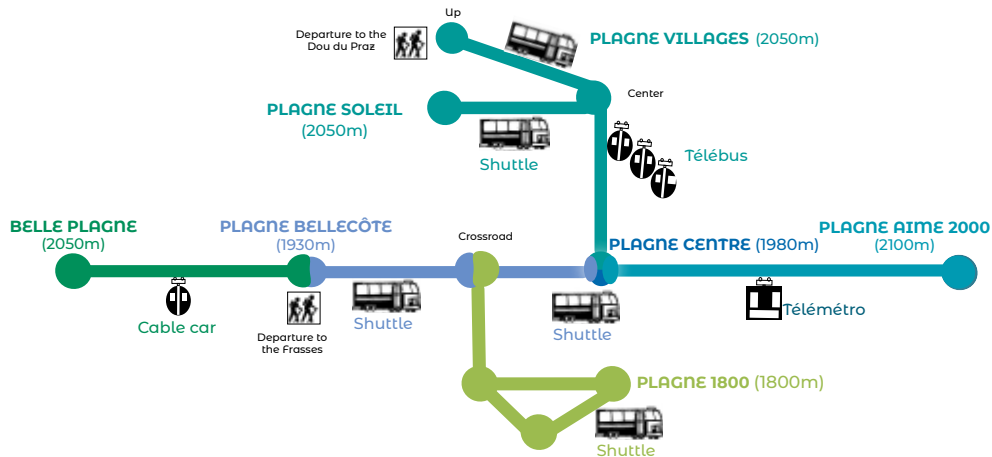 Up
Departure to the
Dou du Praz
PLAGNE VILLAGES (2050m)
Center
PLAGNE SOLEIL
(2050m)
Shuttle
Télébus
BELLE PLAGNE
(2050m)
PLAGNE BELLECÔTE
(1930m)
Crossroad
PLAGNE CENTRE (1980m)
PLAGNE AIME 2000
(2100m)
Cable car
Departure to
the Frasses
Shuttle
Shuttle
Télémétro
PLAGNE 1800 (1800m)
Shuttle